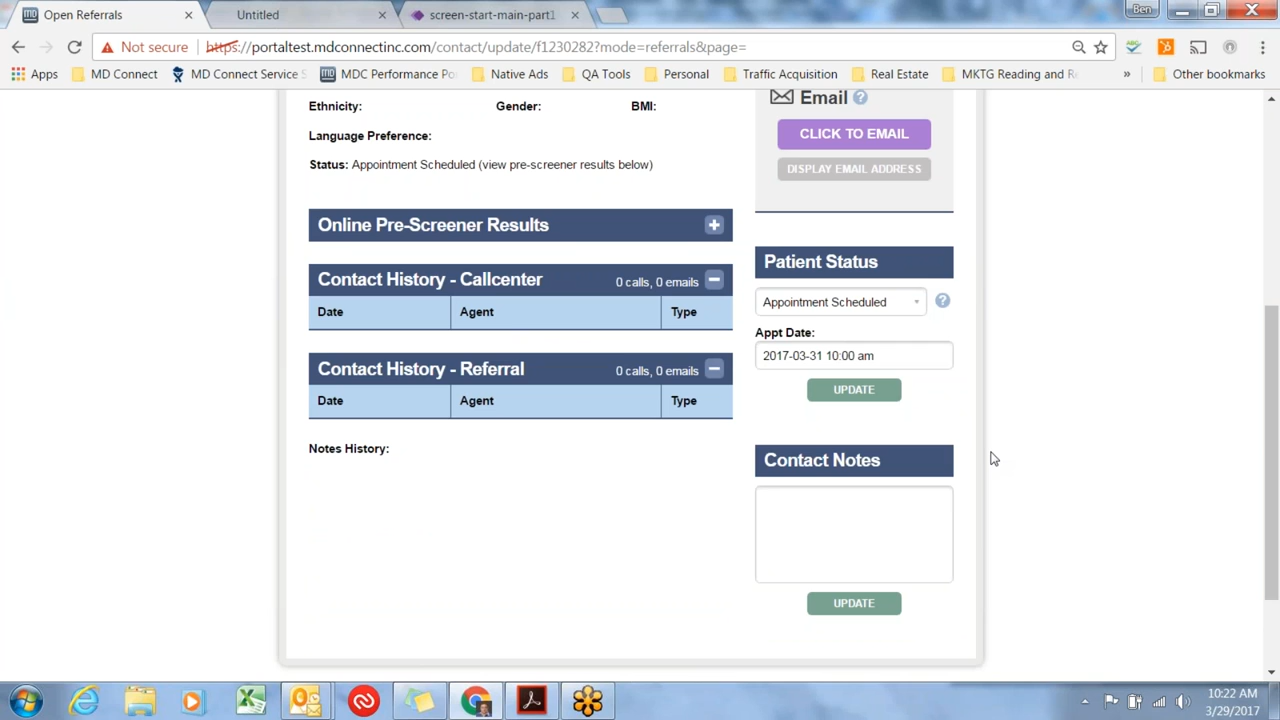 Open Referrals
Untitled
screen-start-main-part1
Ben
Not secure
https://portaltest.mdconnectinc.com/contact/update/f1230282?mode=referrals&page=
Apps
MD Connect
MD Connect Service
MDC Performance Po
Native Ads
QA Tools
Personal
Traffic Acquisition
Real Estate
MKTG Reading and R
»
Other bookmarks
Ethnicity:
Gender:
BMI:
Language Preference:
Status: Appointment Scheduled (view pre-screener results below)
Email ?
CLICK TO EMAIL
DISPLAY EMAIL ADDRESS
Online Pre-Screener Results
Contact History - Callcenter
0 calls, 0 emails
Date
Agent
Type
Contact History - Referral
0 calls, 0 emails
Date
Agent
Type
Notes History:
Patient Status
Appointment Scheduled
?
Appt Date:
2017-03-31 10:00 am
UPDATE
Contact Notes
UPDATE
10:22 AM
3/29/2017